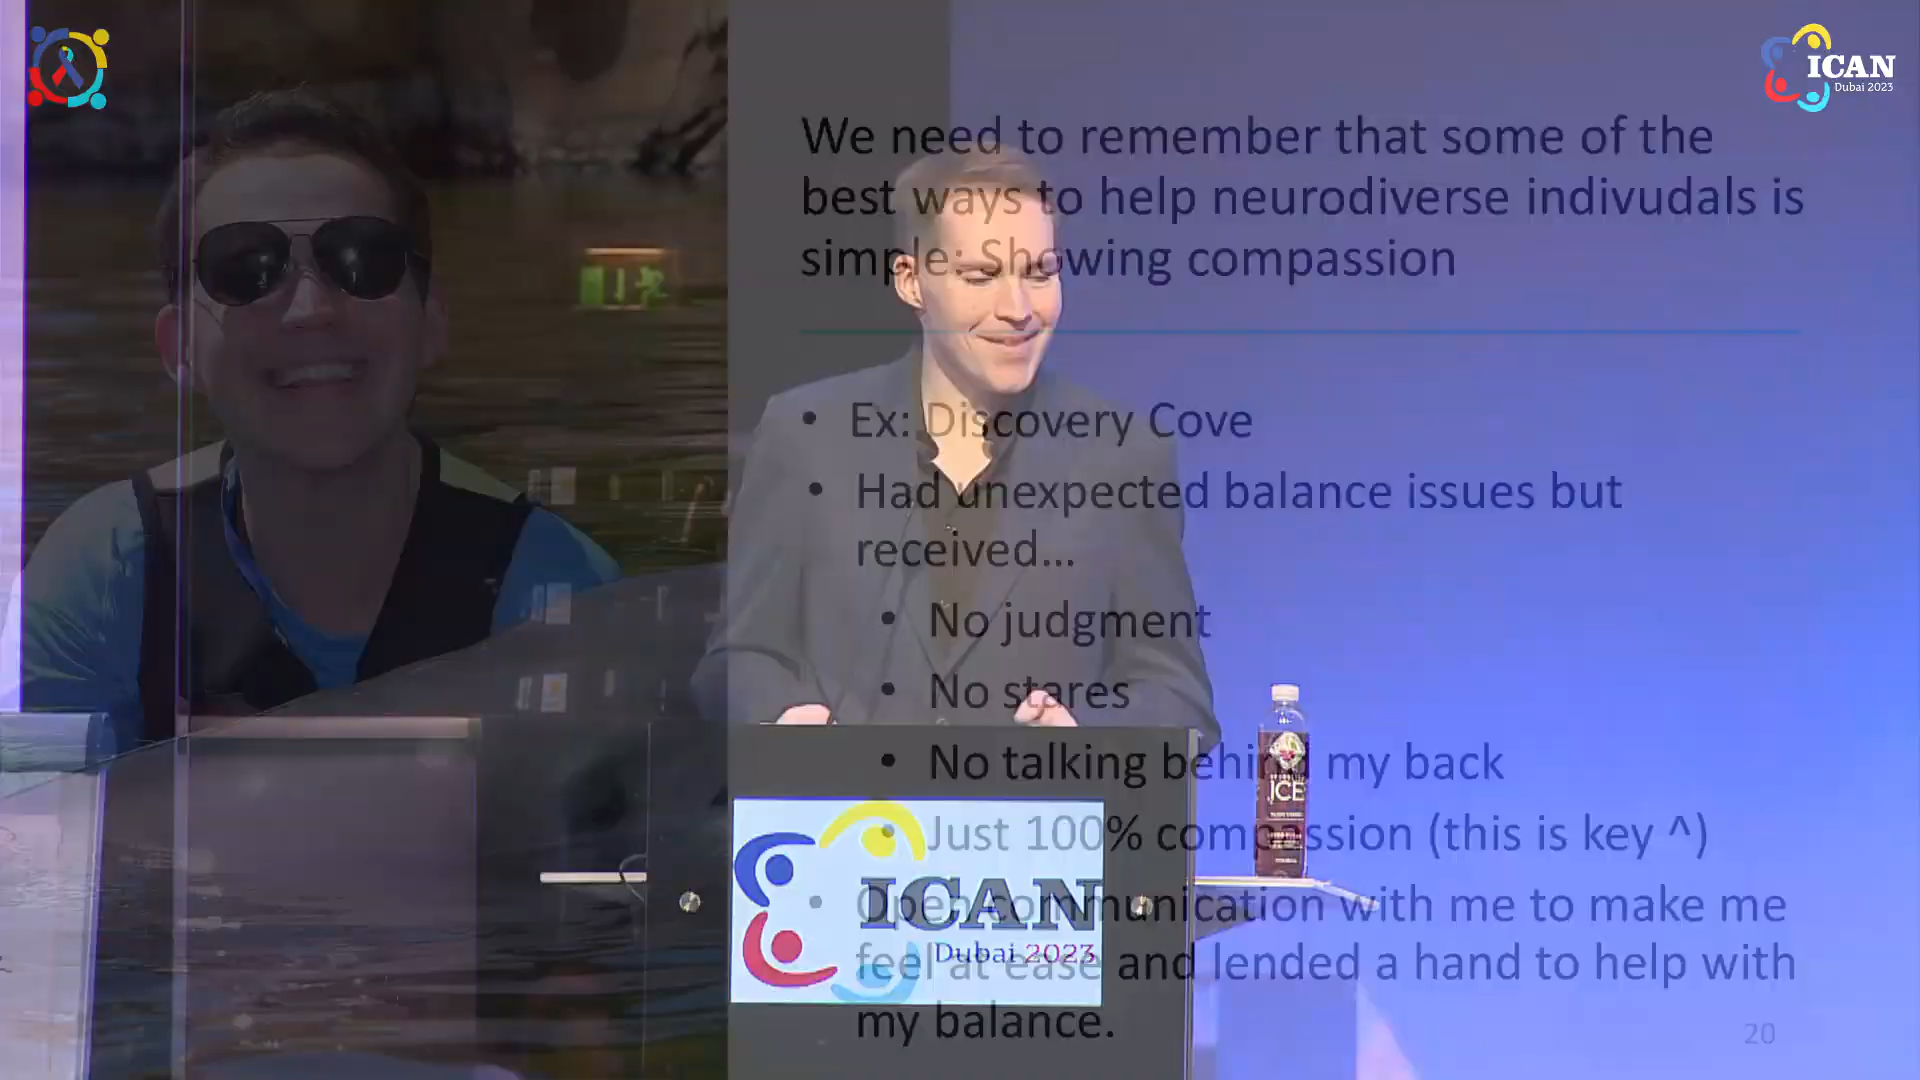 ICAN
Dubai 2023
We need to remember that some of the
best ways to help neurodiverse indivudals is
simple: Showing compassion
• Ex: Discovery Cove
• Had unexpected balance issues but
received...
• No judgment
• No stares
• No talking behind my back
• Just 100% compassion (this is key ^)
• Open communication with me to make me
feel at ease and lended a hand to help with
my balance.
20
ICE
ICAN
Dubai 2023